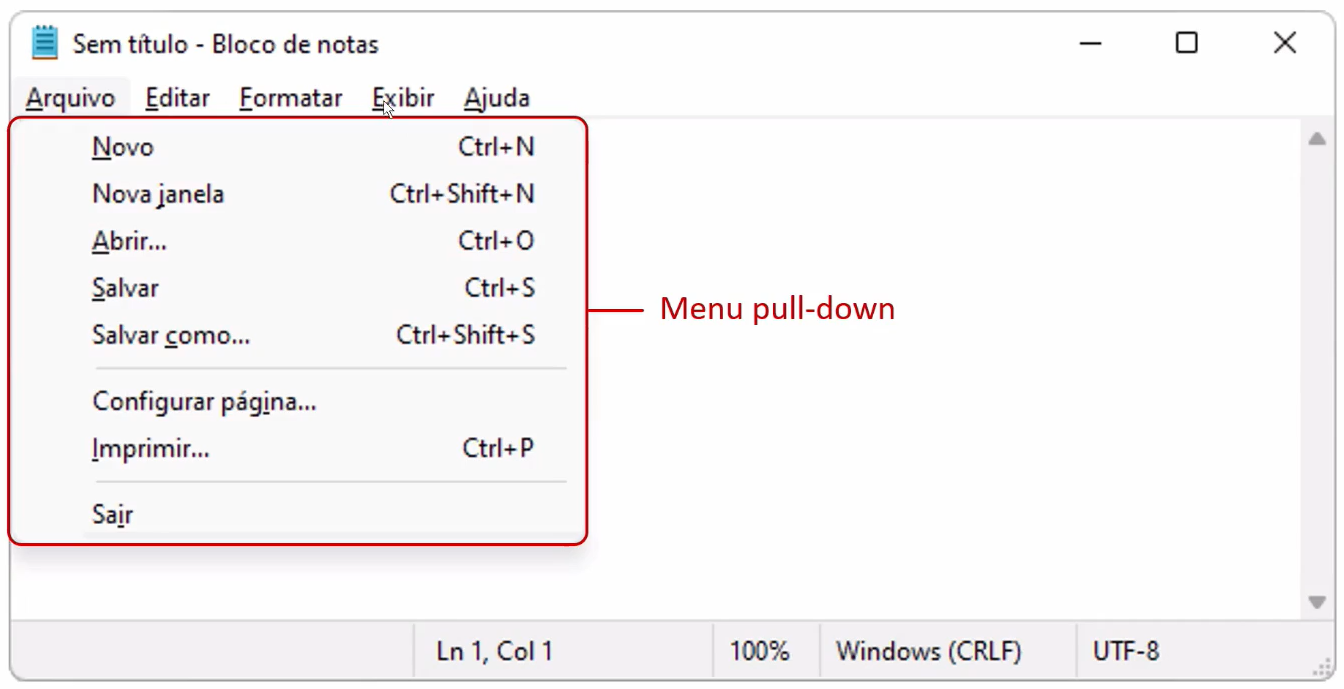 Sem título - Bloco de notas
Arquivo Editar Formatar Exibir Ajuda
Novo Ctrl+N
Nova janela Ctrl+Shift+N
Abrir... Ctrl+O
Salvar Ctrl+S
Menu pull-down
Salvar como... Ctrl+Shift+S
Configurar página...
Imprimir... Ctrl+P
Sair
Ln 1, Col 1 100% Windows (CRLF) UTF-8